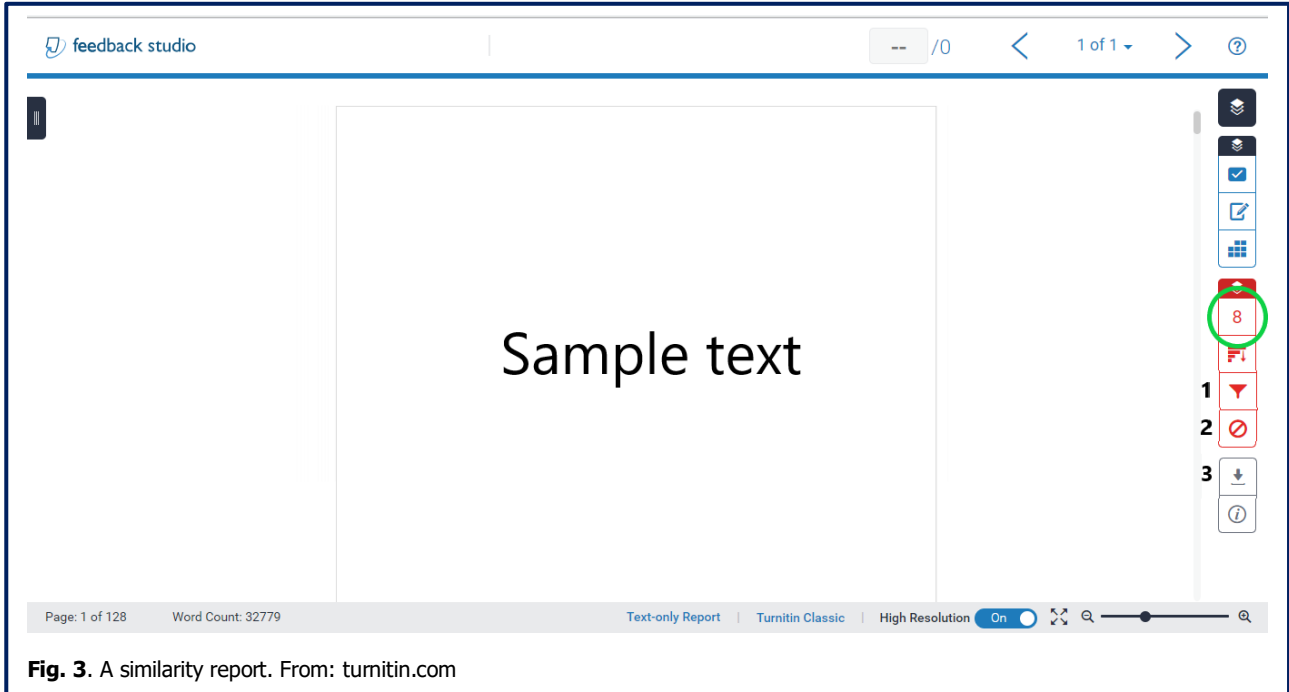 feedback studio
-- /0
1 of 1
?
8
1
2
3
i
Sample text
Page: 1 of 128 Word Count: 32779 Text-only Report | Turnitin Classic | High Resolution On
Fig. 3. A similarity report. From: turnitin.com